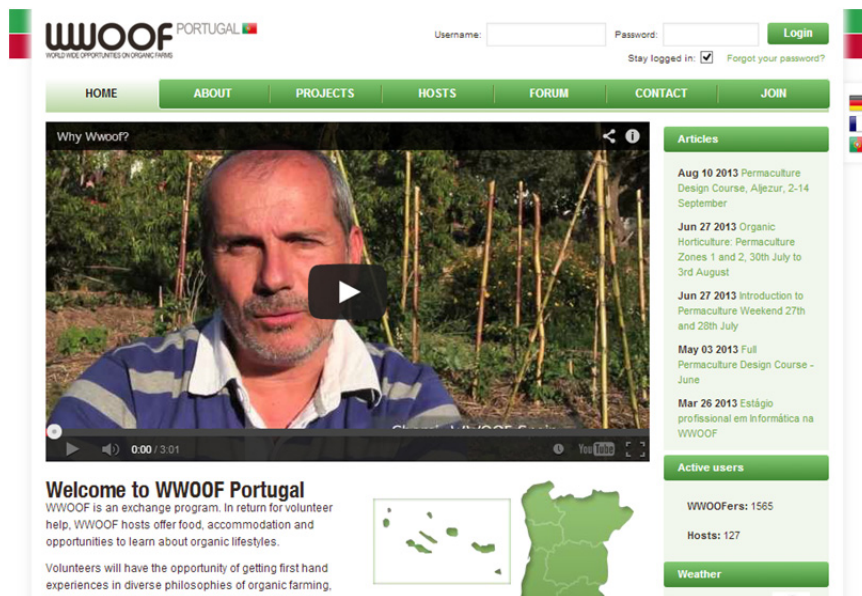 WWOOF PORTUGAL
WORLD WIDE OPPORTUNITIES ON ORGANIC FARMS
Username:
Password:
Login
Stay logged in:
Forgot your password?
HOME ABOUT PROJECTS HOSTS FORUM CONTACT JOIN
Why Wwoof?
0:00 / 3:01
YouTube
Welcome to WWOOF Portugal
WWOOF is an exchange program. In return for volunteer
help, WWOOF hosts offer food, accommodation and
opportunities to learn about organic lifestyles.
Volunteers will have the opportunity of getting first hand
experiences in diverse philosophies of organic farming,
Articles
Aug 10 2013 Permaculture
Design Course, Aljezur, 2-14
September
Jun 27 2013 Organic
Horticulture: Permaculture
Zones 1 and 2, 30th July to
3rd August
Jun 27 2013 Introduction to
Permaculture Weekend 27th
and 28th July
May 03 2013 Full
Permaculture Design Course -
June
Mar 26 2013 Estágio
profissional em Informática na
WWOOF
Active users
WWOOFers: 1565
Hosts: 127
Weather